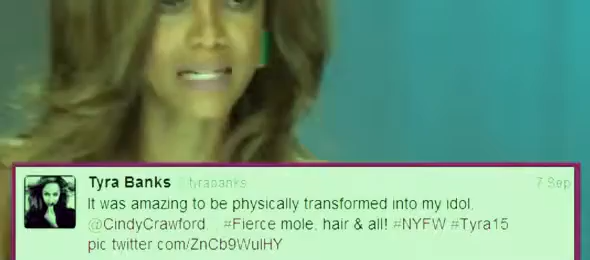 Tyra Banks tyrabanks 7 Sep
It was amazing to be physically transformed into my idol,
@CindyCrawford . #Fierce mole, hair & all! #NYFW #Tyra15
pic twitter com/ZnCb9WuIHY